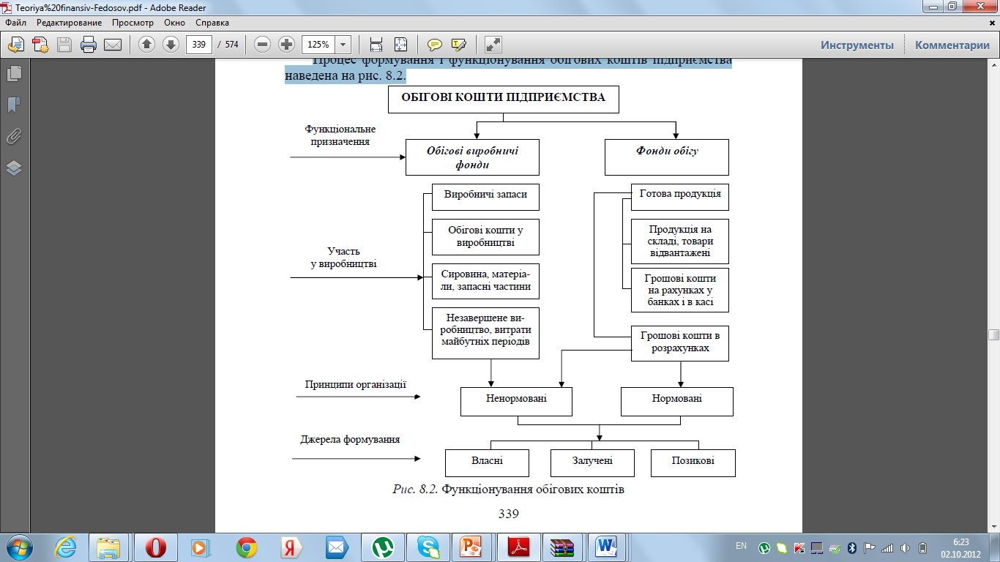 Teoriya%20finansiv-Fedosov.pdf - Adobe Reader
Файл Редактирование Просмотр Окно Справка
339 / 574 125% Инструменты Комментарии
Процес формування і функціонування обігових коштів підприємства
наведена на рис. 8.2.
ОБІГОВІ КОШТИ ПІДПРИЄМСТВА
Функціональне
призначення
Обігові виробничі
фонди
Фонди обігу
Участь
у виробництві
Виробничі запаси
Обігові кошти у
виробництві
Сировина, матеріа-
ли, запасні частини
Незавершене ви-
робництво, витрати
майбутніх періодів
Готова продукція
Продукція на
складі, товари
відвантажені
Грошові кошти
на рахунках у
банках і в касі
Грошові кошти в
розрахунках
Принципи організації
Ненормовані
Нормовані
Джерела формування
Власні
Залучені
Позикові
Рис. 8.2. Функціонування обігових коштів
339
EN
6:23
02.10.2012